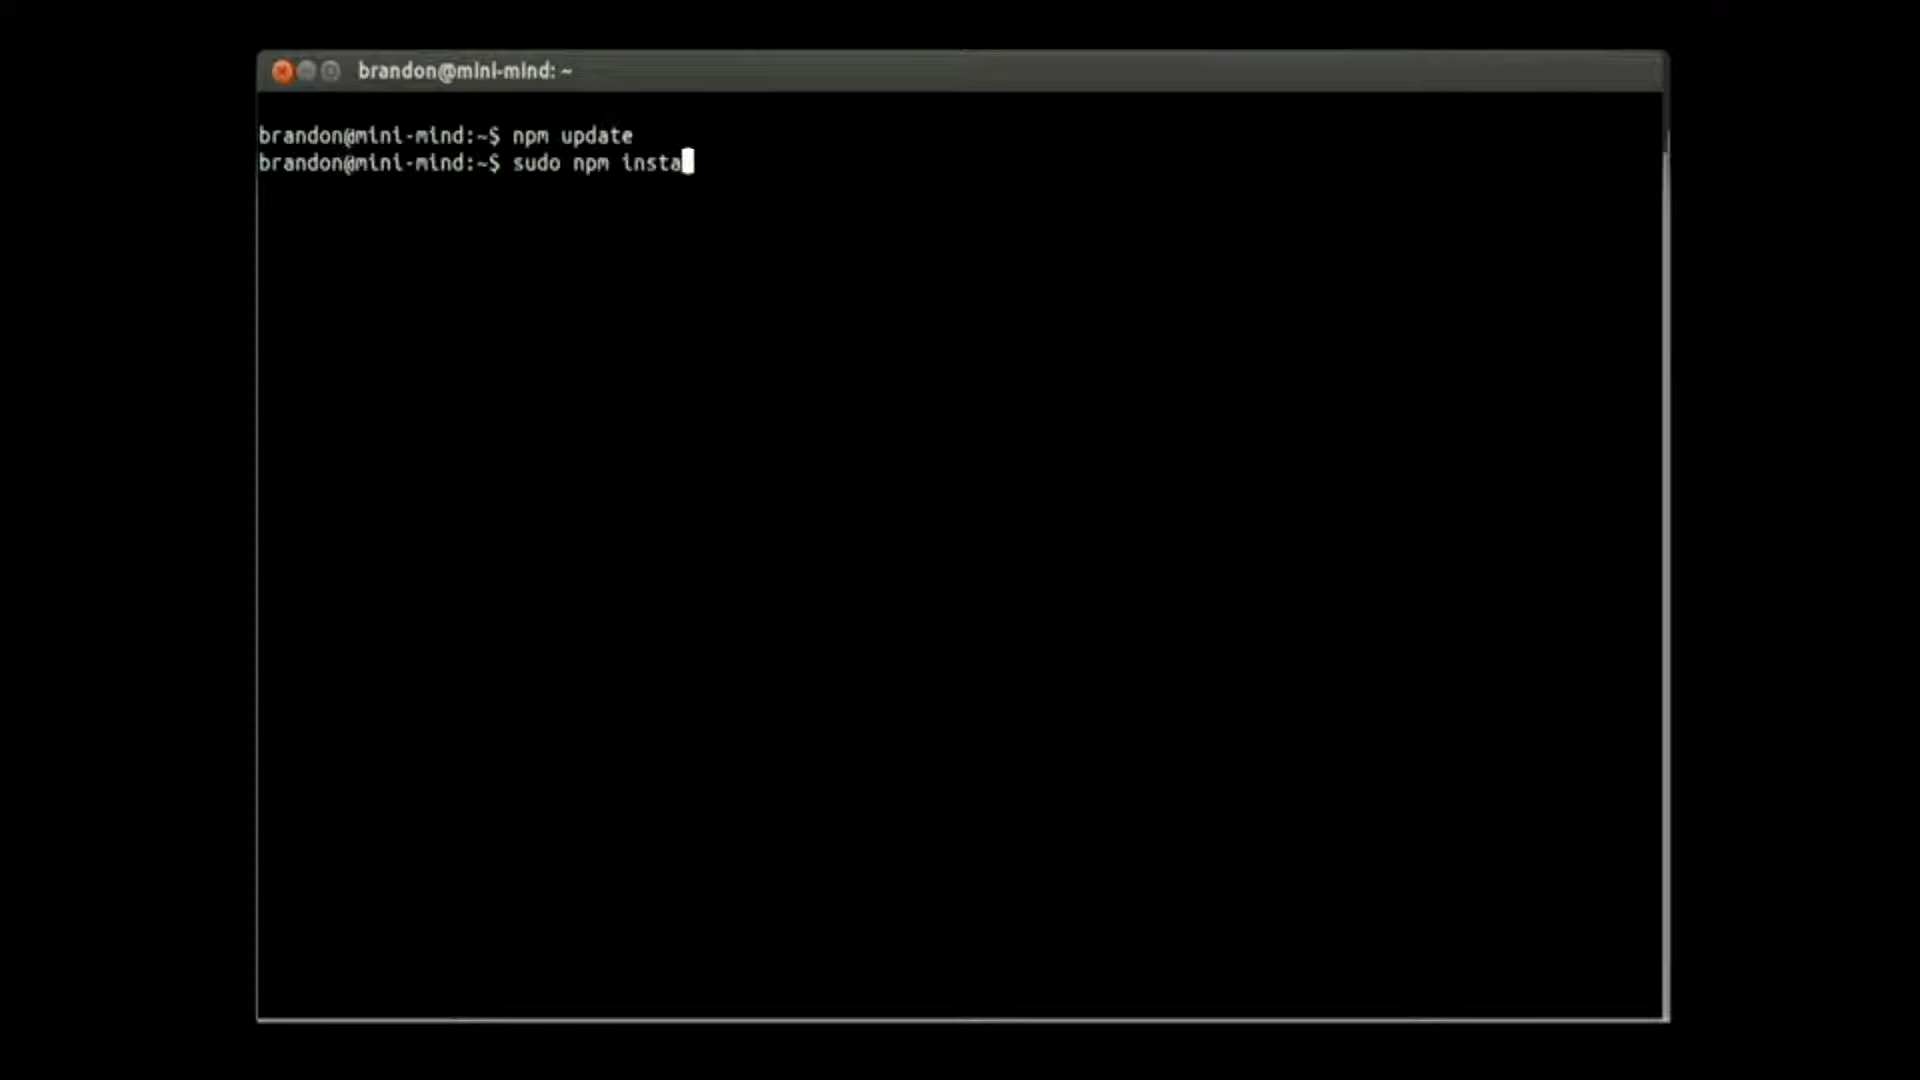 brandon@mini-mind: ~
brandon@mini-mind:~$ npm update
brandon@mini-mind:~$ sudo npm insta